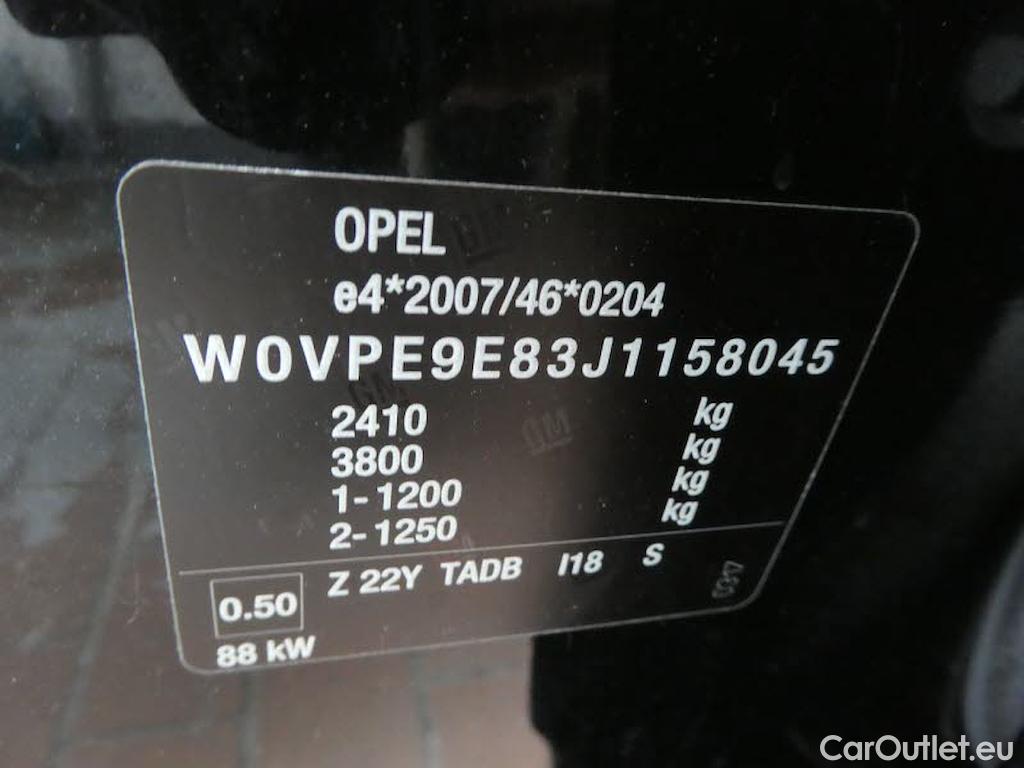 OPEL
e4*2007/46*0204
W0VPE9E83J1158045
2410 kg
3800 kg
1-1200 kg
2-1250 kg
0.50 Z 22Y TADB I18 S
88 kW
GM
CarOutlet.eu